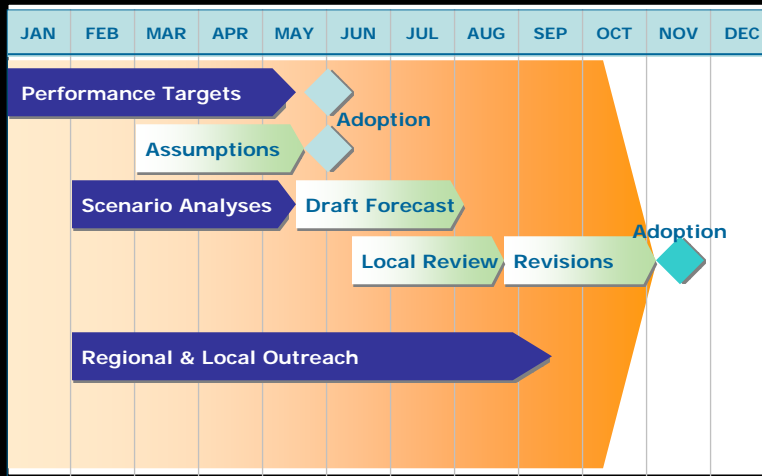 JAN FEB MAR APR MAY JUN JUL AUG SEP OCT NOV DEC
Performance Targets
Adoption
Assumptions
Scenario Analyses Draft Forecast
Adoption
Local Review Revisions
Regional & Local Outreach